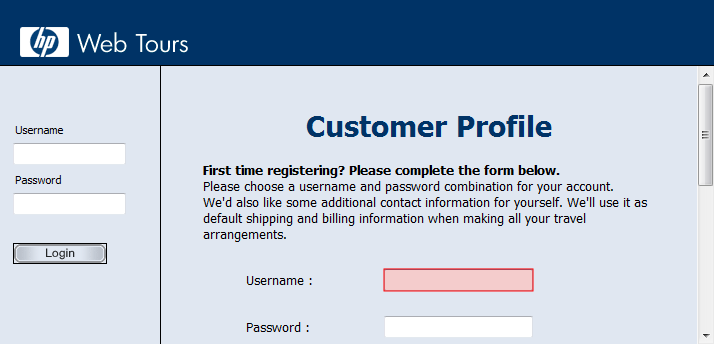 hp Web Tours
Username
Password
Login
Customer Profile
First time registering? Please complete the form below.
Please choose a username and password combination for your account.
We'd also like some additional contact information for yourself. We'll use it as
default shipping and billing information when making all your travel
arrangements.
Username :
Password :